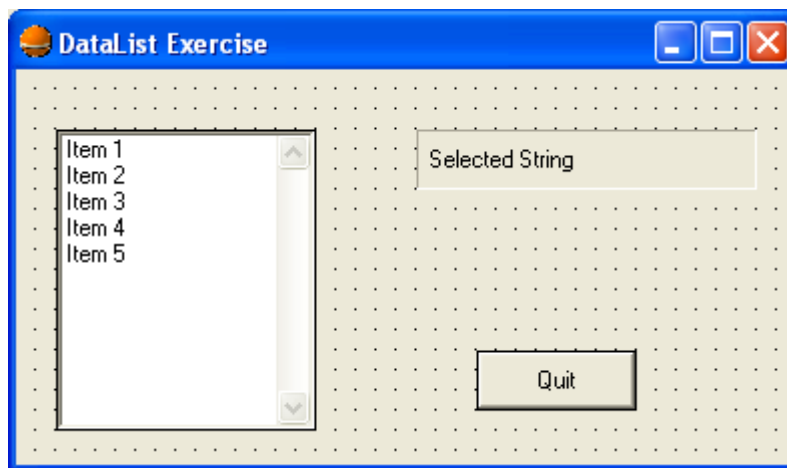 DataList Exercise
Item 1
Item 2
Item 3
Item 4
Item 5
Selected String
Quit